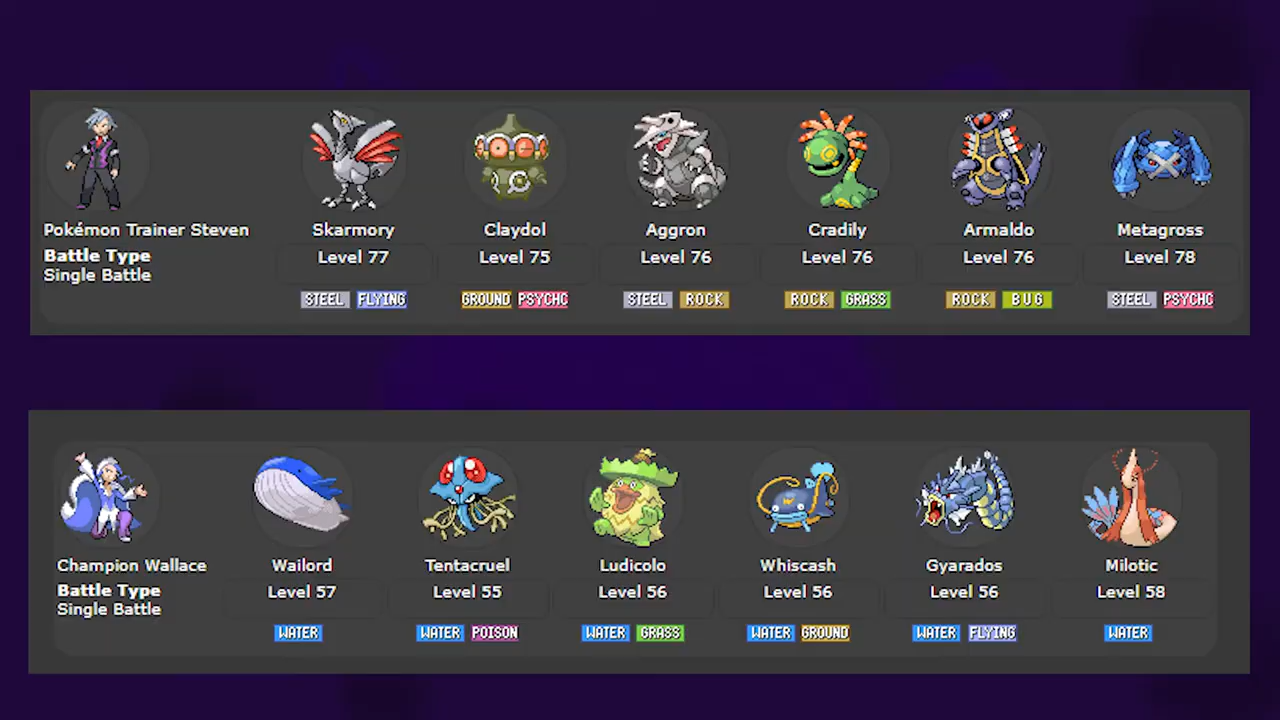 Pokémon Trainer Steven
Battle Type
Single Battle
Skarmory
Level 77
STEEL FLYING
Claydol
Level 75
GROUND PSYCHC
Aggron
Level 76
STEEL ROCK
Cradily
Level 76
ROCK GRASS
Armaldo
Level 76
ROCK BUG
Metagross
Level 78
STEEL PSYCHC
Champion Wallace
Battle Type
Single Battle
Wailord
Level 57
WATER
Tentacruel
Level 55
WATER POISON
Ludicolo
Level 56
WATER GRASS
Whiscash
Level 56
WATER GROUND
Gyarados
Level 56
WATER FLYING
Milotic
Level 58
WATER